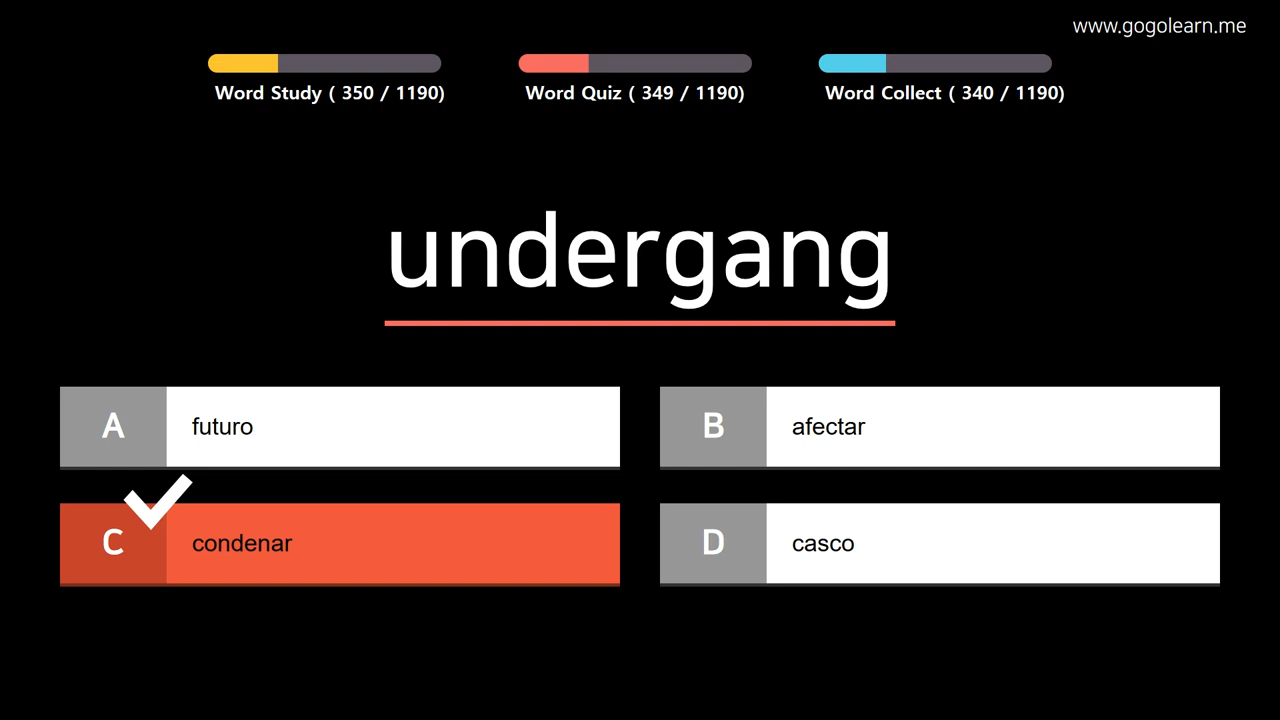 www.gogolearn.me
Word Study ( 350 / 1190)
Word Quiz ( 349 / 1190)
Word Collect ( 340 / 1190)
undergang
A
futuro
B
afectar
C
condenar
D
casco